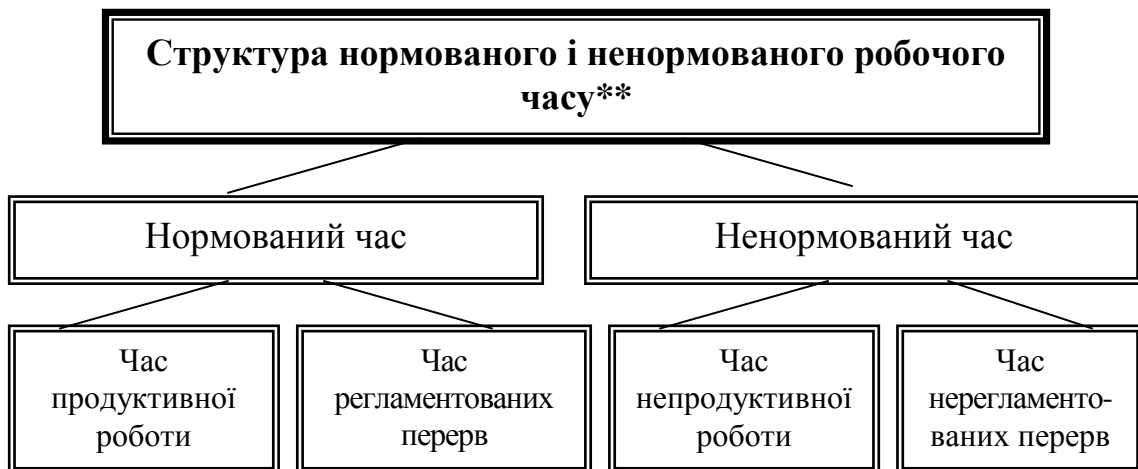 Структура нормованого і ненормованого робочого
часу**
Нормований час
Ненормований час
Час
продуктивної
роботи
Час
регламентованих
перерв
Час
непродуктивної
роботи
Час
нерегламенто-
ваних перерв